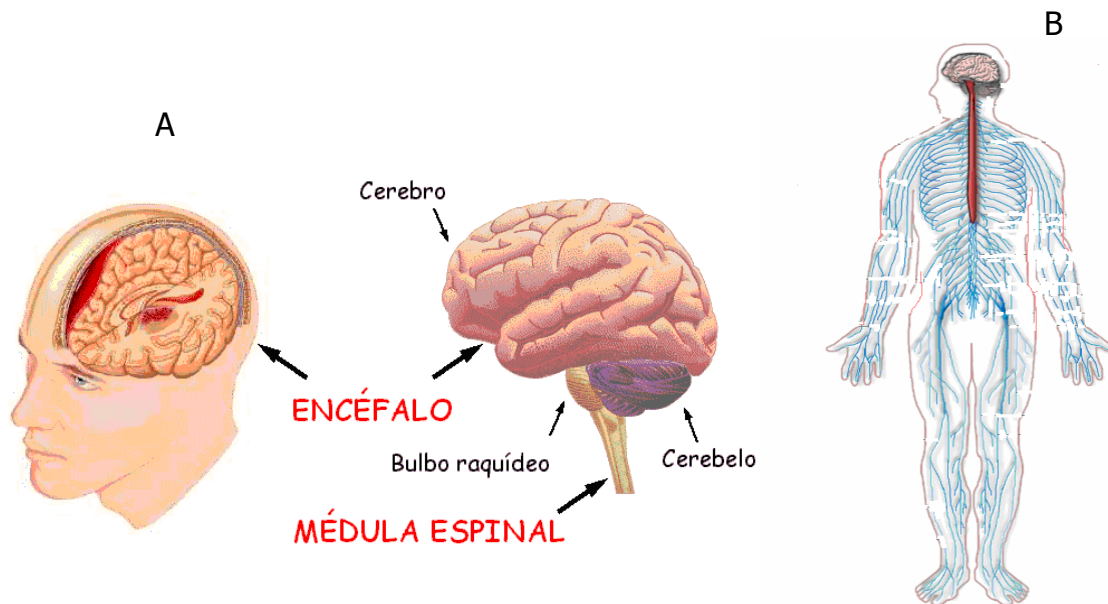 B
A
Cerebro
ENCÉFALO
Bulbo raquídeo
Cerebelo
MÉDULA ESPINAL